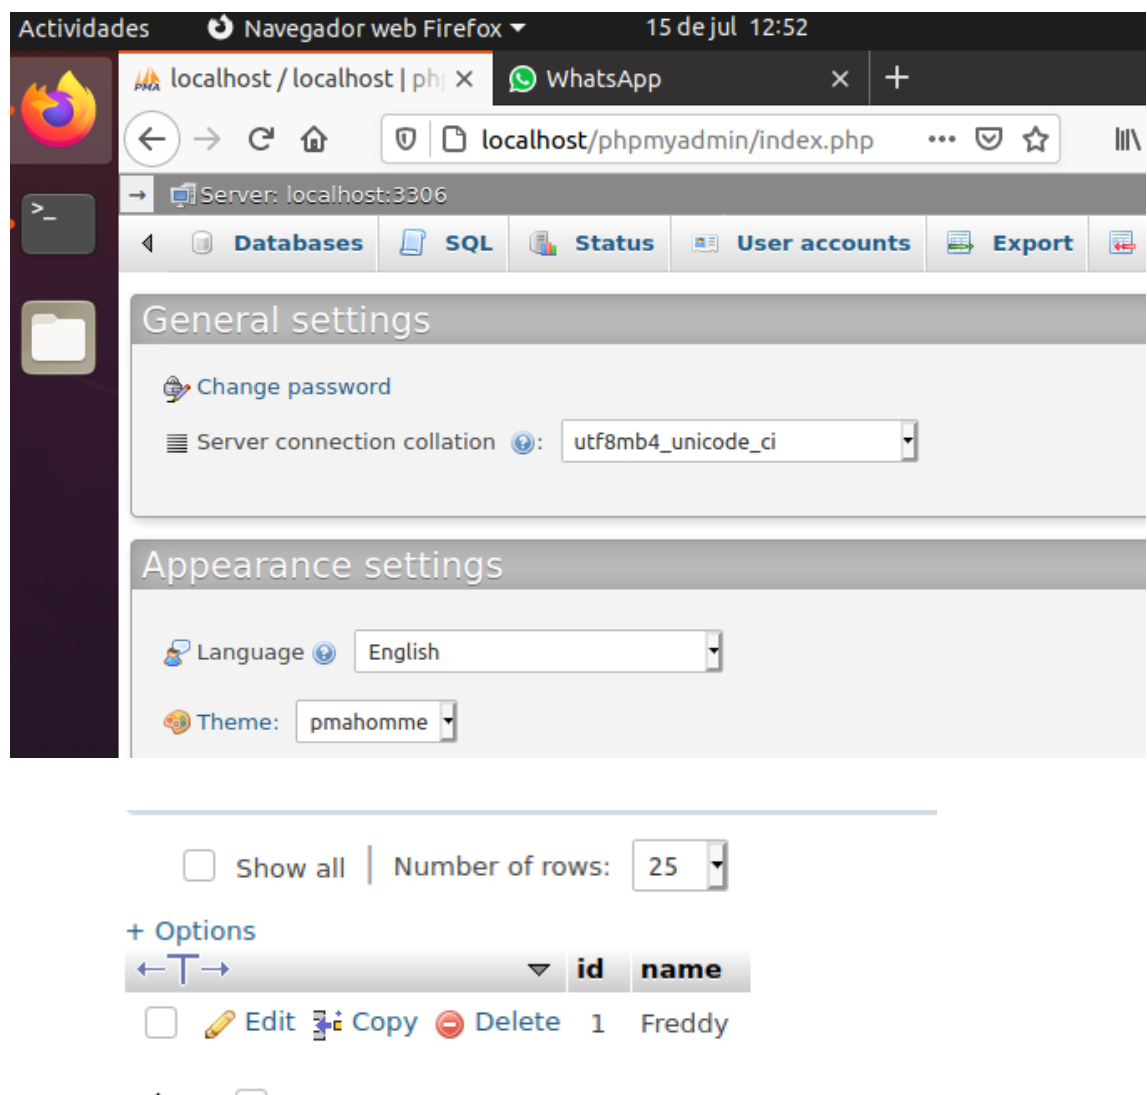 Actividades Navegador web Firefox 15 de jul 12:52
PMA localhost / localhost | ph WhatsApp
localhost/phpmyadmin/index.php
Server: localhost:3306
Databases SQL Status User accounts Export
General settings
Change password
Server connection collation : utf8mb4_unicode_ci
Appearance settings
Language English
Theme: pmahomme
Show all Number of rows: 25
+ Options
←T→ id name
Edit Copy Delete 1 Freddy